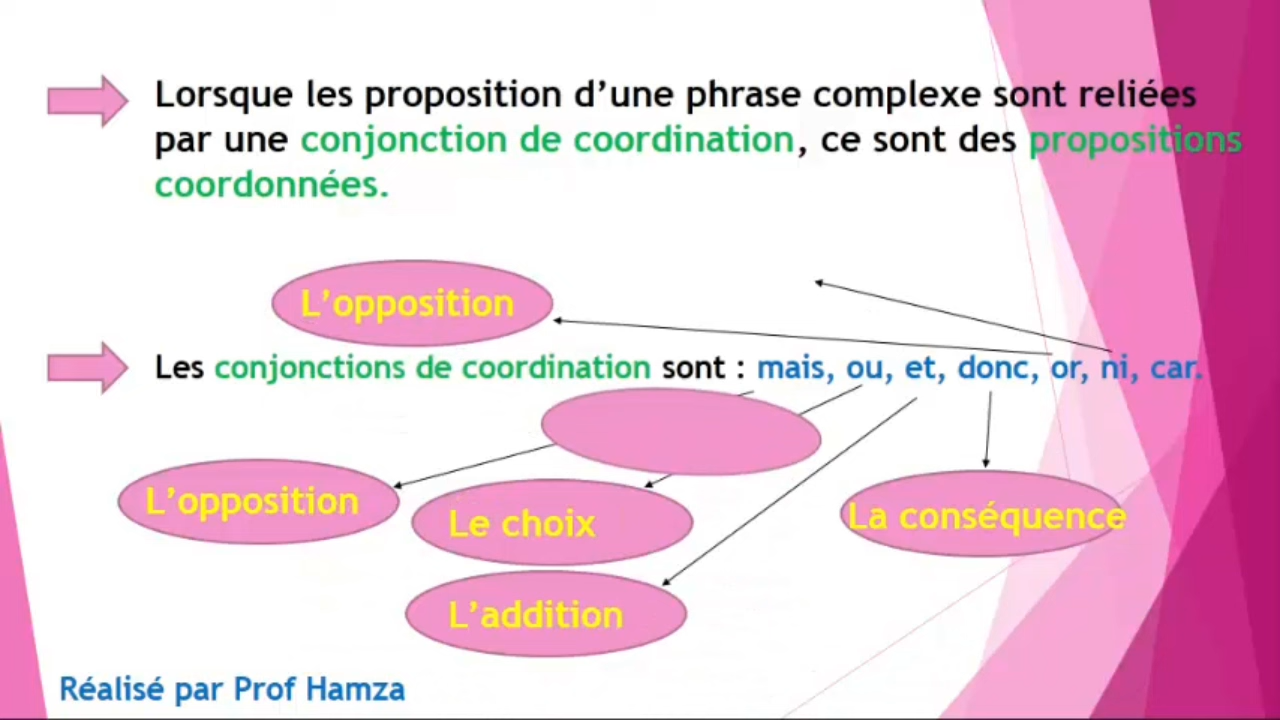 Lorsque les proposition d’une phrase complexe sont reliées
par une conjonction de coordination, ce sont des propositions
coordonnées.
L’opposition
Les conjonctions de coordination sont : mais, ou, et, donc, or, ni, car.
L’opposition
Le choix
La conséquence
L’addition
Réalisé par Prof Hamza